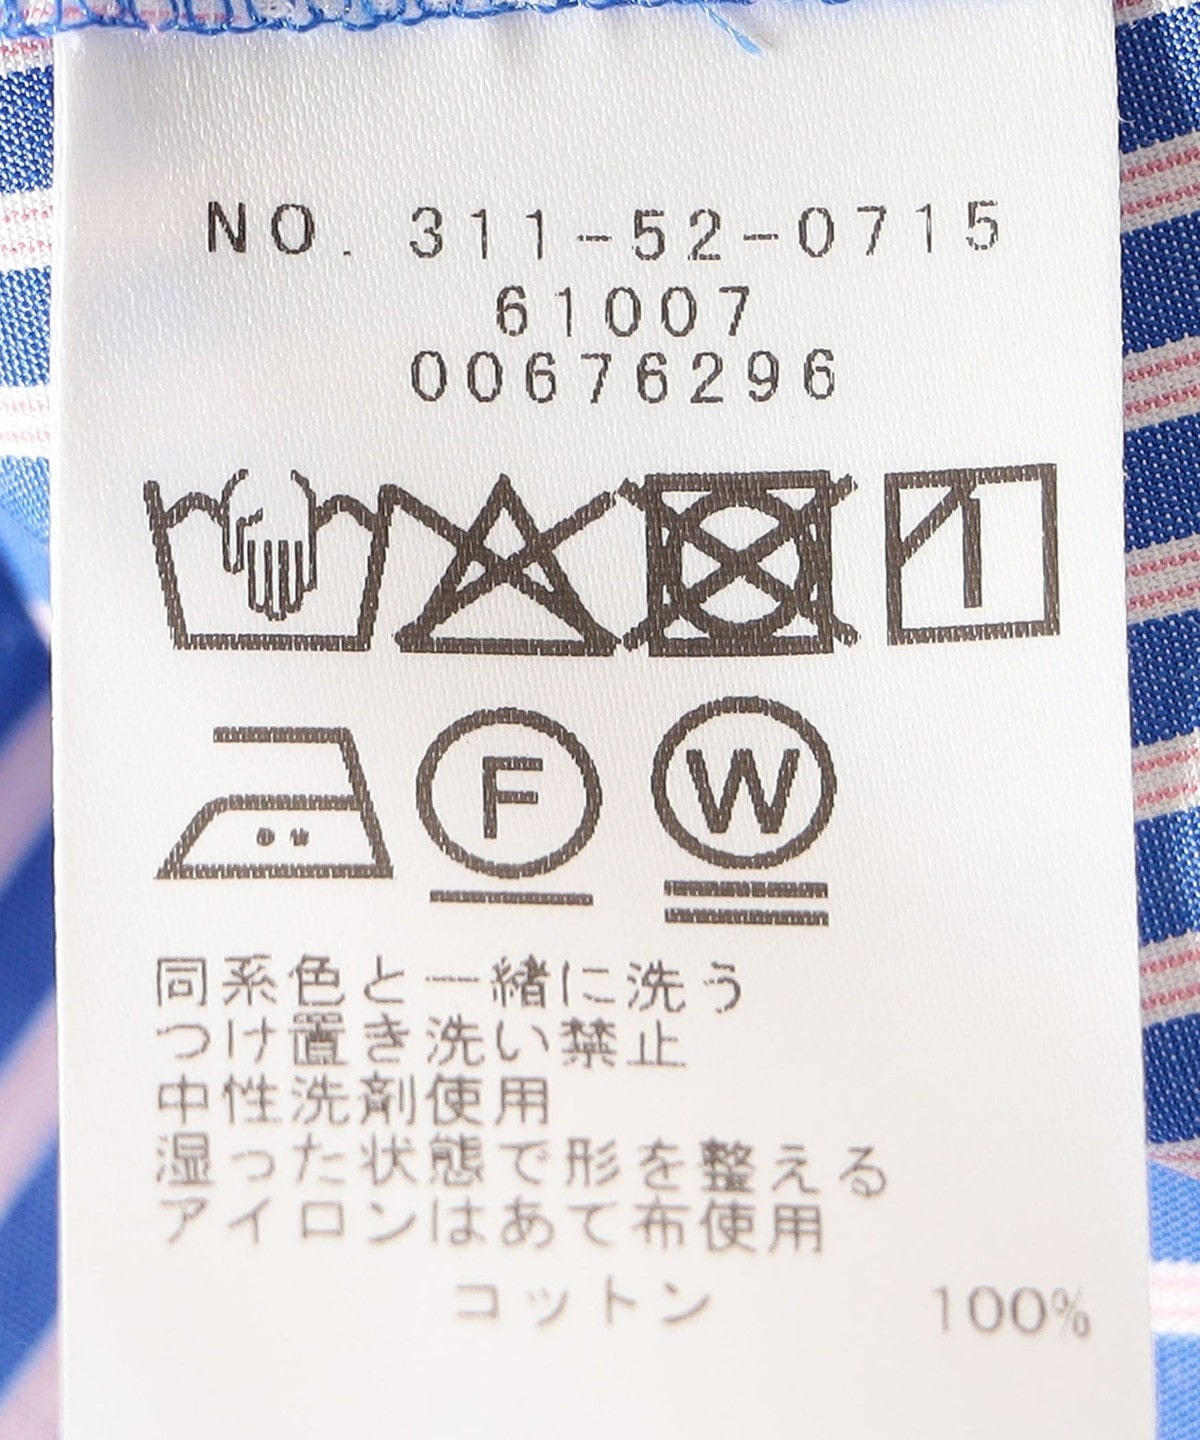 NO. 311-52-0715
61007
00676296
F
W
同系色と一緒に洗う
つけ置き洗い禁止
中性洗剤使用
湿った状態で形を整える
アイロンはあて布使用
コットン 100%